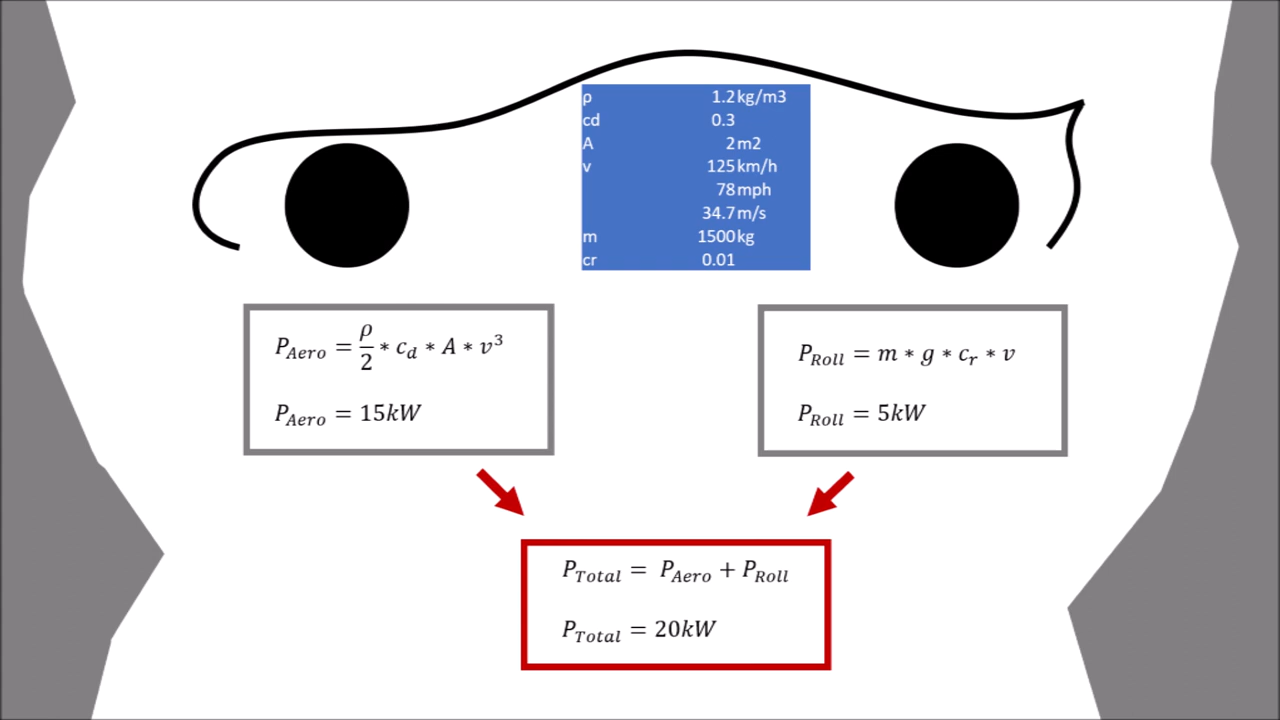 ρ 1.2 kg/m3
cd 0.3
A 2 m2
v 125 km/h
78 mph
34.7 m/s
m 1500 kg
cr 0.01
P_Aero = ρ/2 * c_d * A * v³
P_Aero = 15kW
P_Roll = m * g * c_r * v
P_Roll = 5kW
P_Total = P_Aero + P_Roll
P_Total = 20kW